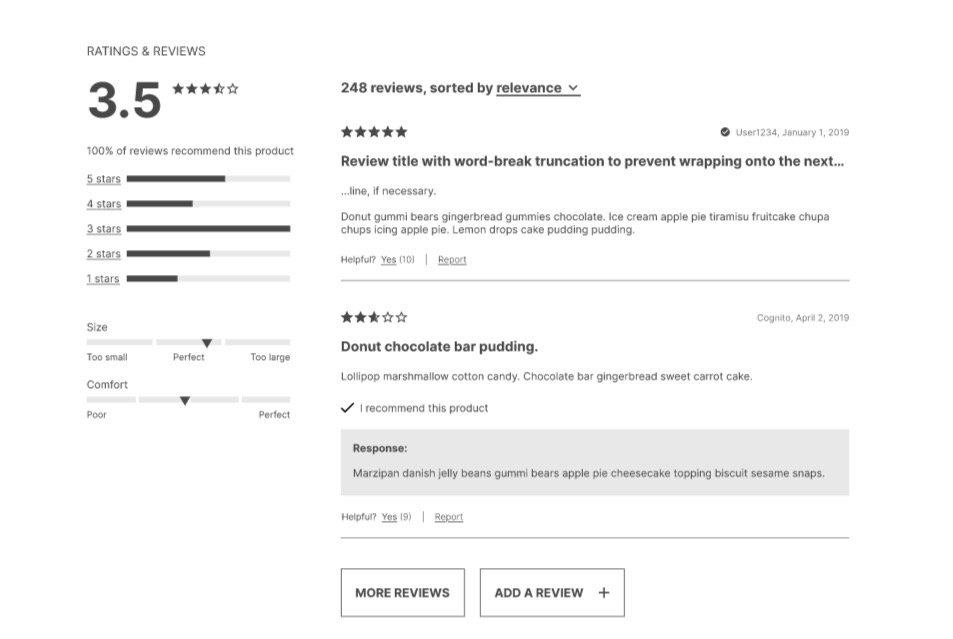 RATINGS & REVIEWS
3.5
100% of reviews recommend this product
5 stars
4 stars
3 stars
2 stars
1 stars
Size
Too small Perfect Too large
Comfort
Poor Perfect
248 reviews, sorted by relevance
User1234, January 1, 2019
Review title with word-break truncation to prevent wrapping onto the next...
...line, if necessary.
Donut gummi bears gingerbread gummies chocolate. Ice cream apple pie tiramisu fruitcake chupa
chups icing apple pie. Lemon drops cake pudding pudding.
Helpful? Yes (10) | Report
Cognito, April 2, 2019
Donut chocolate bar pudding.
Lollipop marshmallow cotton candy. Chocolate bar gingerbread sweet carrot cake.
I recommend this product
Response:
Marzipan danish jelly beans gummi bears apple pie cheesecake topping biscuit sesame snaps.
Helpful? Yes (9) | Report
MORE REVIEWS
ADD A REVIEW +